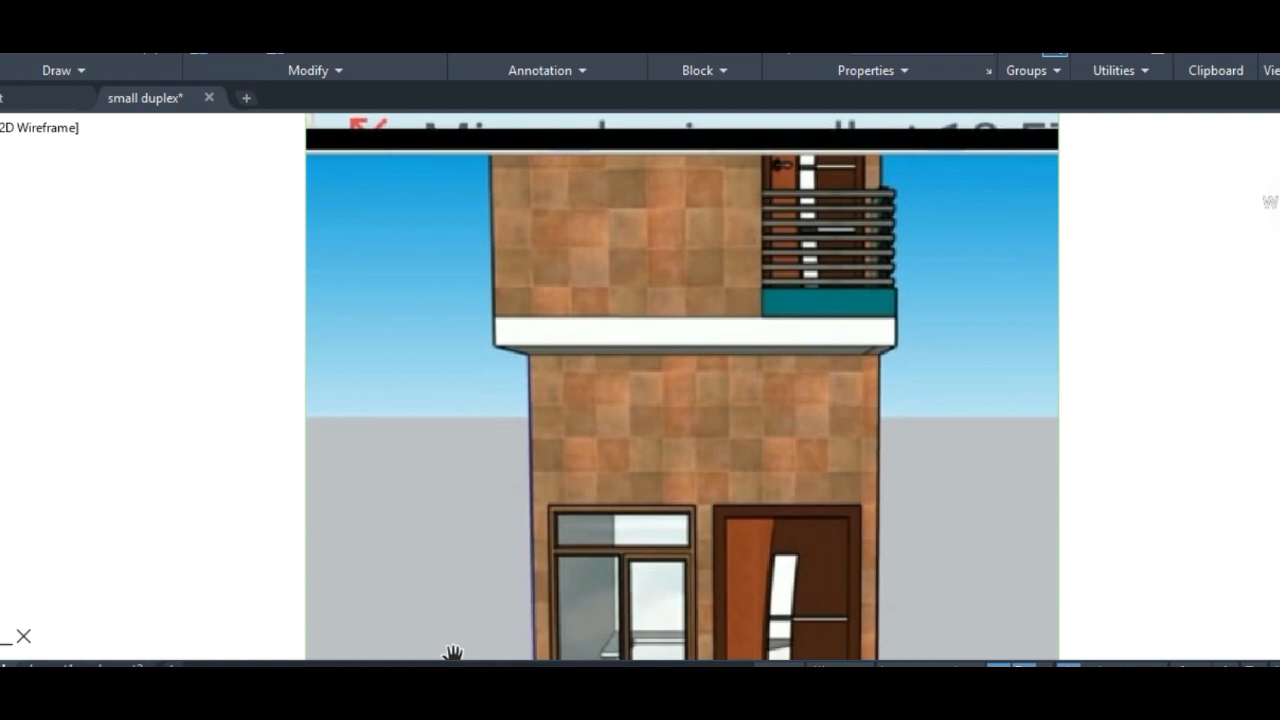 Draw Modify Annotation Block Properties Groups Utilities Clipboard
small duplex*
2D Wireframe]
W